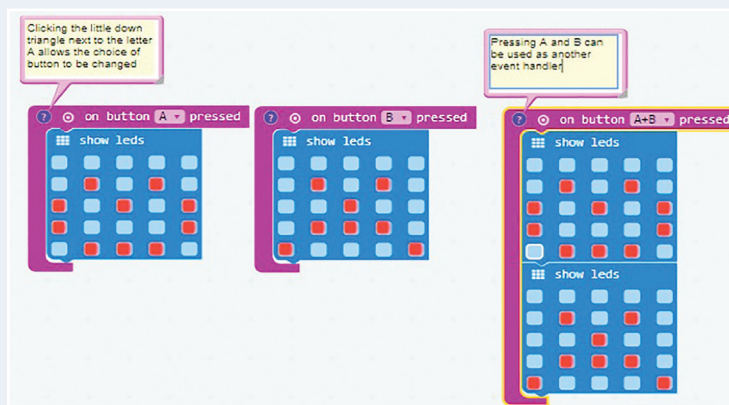 Clicking the little down
triangle next to the letter
A allows the choice of
button to be changed
Pressing A and B can
be used as another
event handler
? on button A pressed
show leds
? on button B pressed
show leds
? on button A+B pressed
show leds
show leds